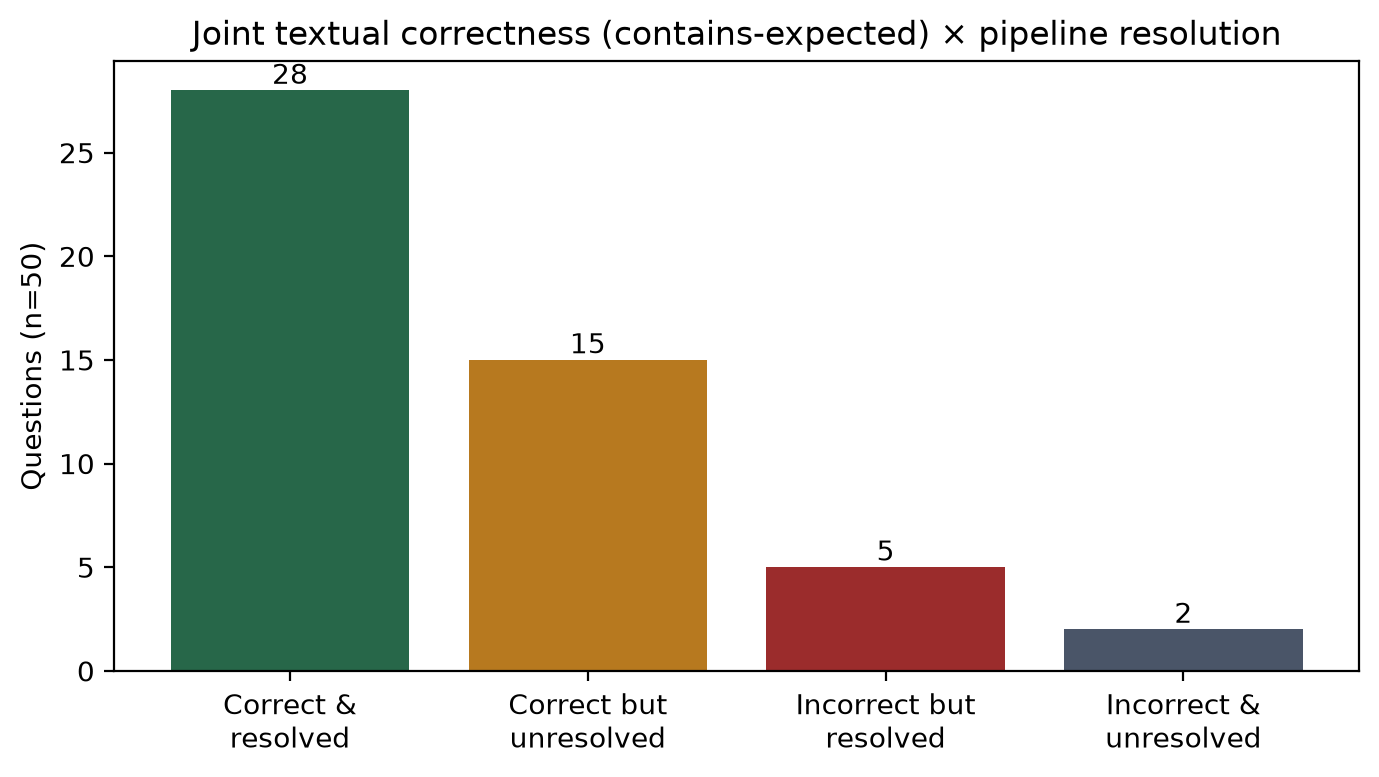 Joint textual correctness (contains-expected) × pipeline resolution
Questions (n=50)
25
20
15
10
5
0
28
15
5
2
Correct &
resolved
Correct but
unresolved
Incorrect but
resolved
Incorrect &
unresolved